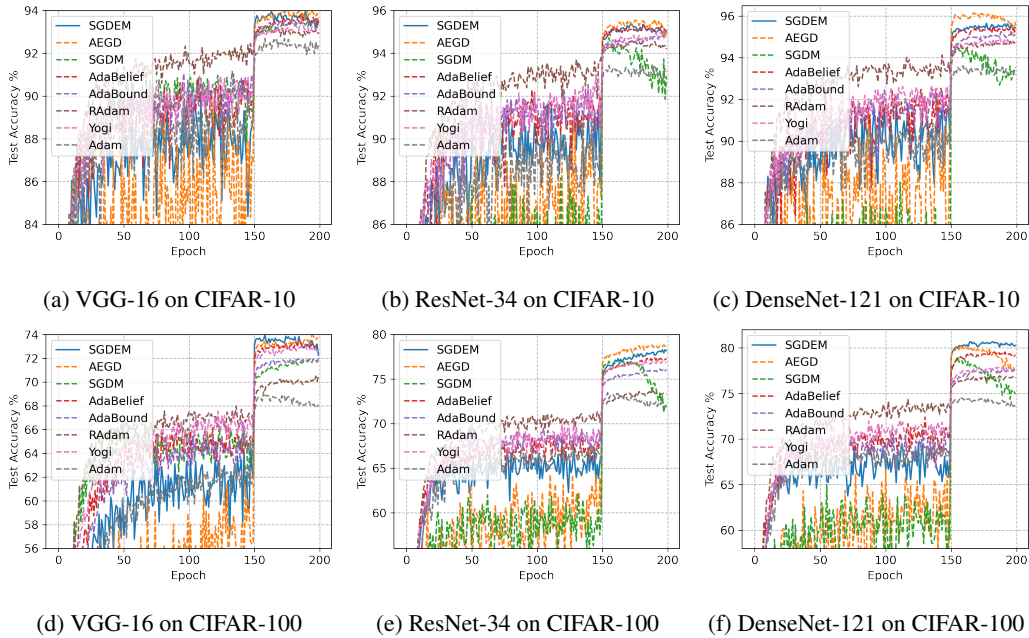 94
92
90
88
86
84
Test Accuracy %
SGDEM
AEGD
SGDM
AdaBelief
AdaBound
RAdam
Yogi
Adam
0 50 100 150 200
Epoch
(a) VGG-16 on CIFAR-10
96
94
92
90
88
86
Test Accuracy %
SGDEM
AEGD
SGDM
AdaBelief
AdaBound
RAdam
Yogi
Adam
0 50 100 150 200
Epoch
(b) ResNet-34 on CIFAR-10
96
94
92
90
88
86
Test Accuracy %
SGDEM
AEGD
SGDM
AdaBelief
AdaBound
RAdam
Yogi
Adam
0 50 100 150 200
Epoch
(c) DenseNet-121 on CIFAR-10
74
72
70
68
66
64
62
60
58
56
Test Accuracy %
SGDEM
AEGD
SGDM
AdaBelief
AdaBound
RAdam
Yogi
Adam
0 50 100 150 200
Epoch
(d) VGG-16 on CIFAR-100
80
75
70
65
60
Test Accuracy %
SGDEM
AEGD
SGDM
AdaBelief
AdaBound
RAdam
Yogi
Adam
0 50 100 150 200
Epoch
(e) ResNet-34 on CIFAR-100
80
75
70
65
60
Test Accuracy %
SGDEM
AEGD
SGDM
AdaBelief
AdaBound
RAdam
Yogi
Adam
0 50 100 150 200
Epoch
(f) DenseNet-121 on CIFAR-100